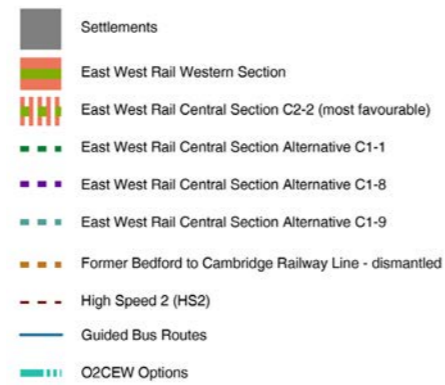 Settlements
East West Rail Western Section
East West Rail Central Section C2-2 (most favourable)
East West Rail Central Section Alternative C1-1
East West Rail Central Section Alternative C1-8
East West Rail Central Section Alternative C1-9
Former Bedford to Cambridge Railway Line - dismantled
High Speed 2 (HS2)
Guided Bus Routes
O2CEW Options